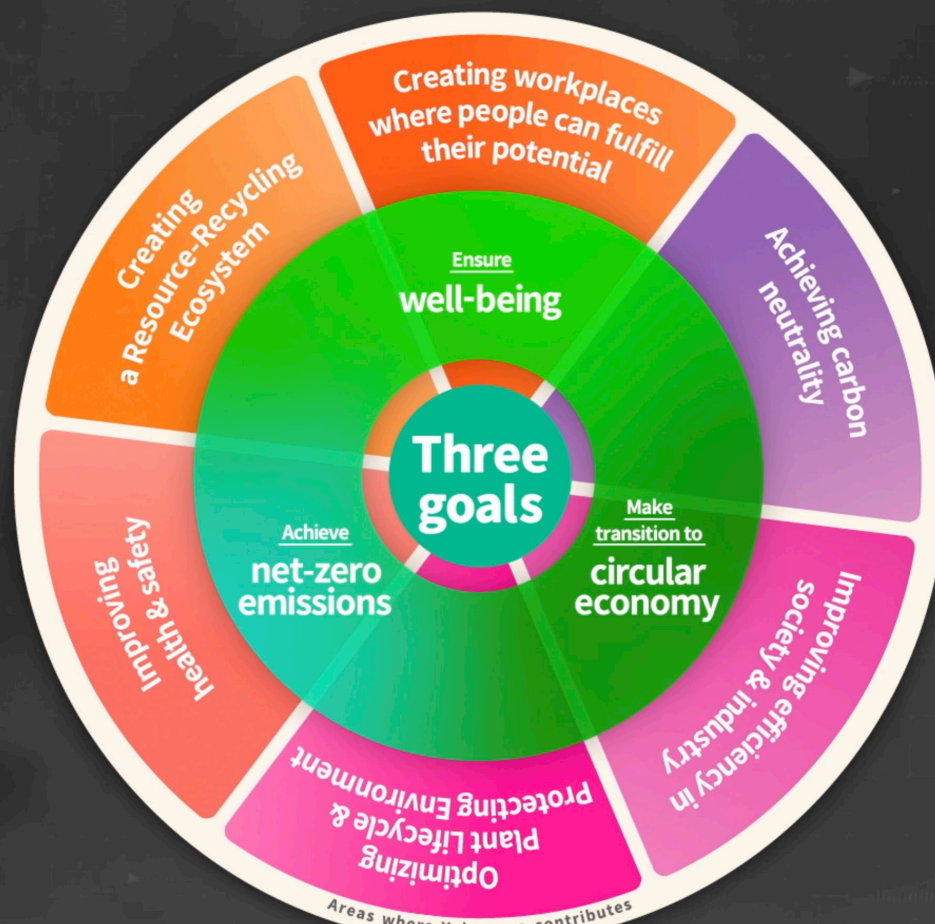 Creating workplaces
where people can fulfill
their potential
Achieving carbon
neutrality
Improving efficiency in
society & industry
Optimizing
Plant Lifecycle &
Protecting Environment
Improving
health & safety
Creating
a Resource-Recycling
Ecosystem
Ensure
well-being
Three
goals
Achieve
net-zero
emissions
Make
transition to
circular
economy
Areas where contributes